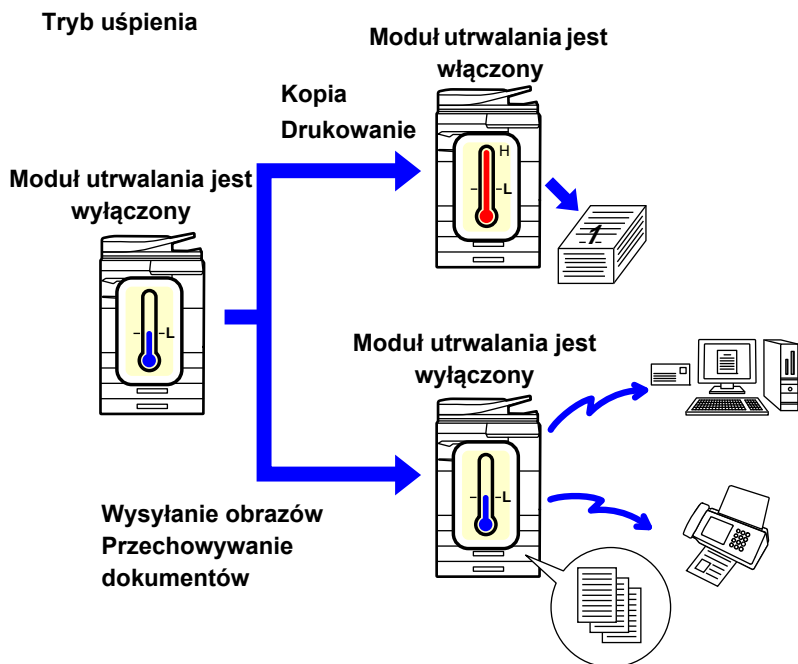 Tryb uśpienia
Moduł utrwalania jest
wyłączony
L
Kopia
Drukowanie
Moduł utrwalania jest
włączony
H
L
1
Wysyłanie obrazów
Przechowywanie
dokumentów
Moduł utrwalania jest
wyłączony
L